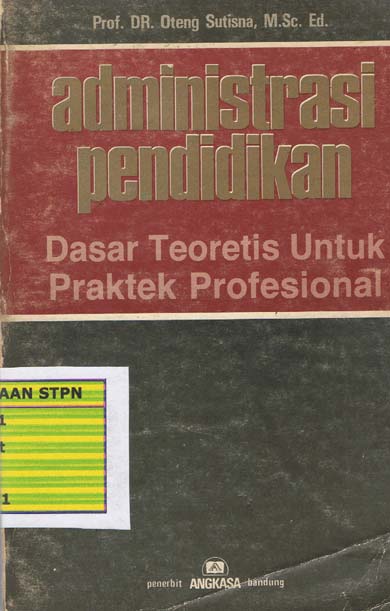 Prof. DR. Oteng Sutisna, M.Sc. Ed.
administrasi
pendidikan
Dasar Teoretis Untuk
Praktek Profesional
AAN STPN
1
t
1
penerbit ANGKASA bandung